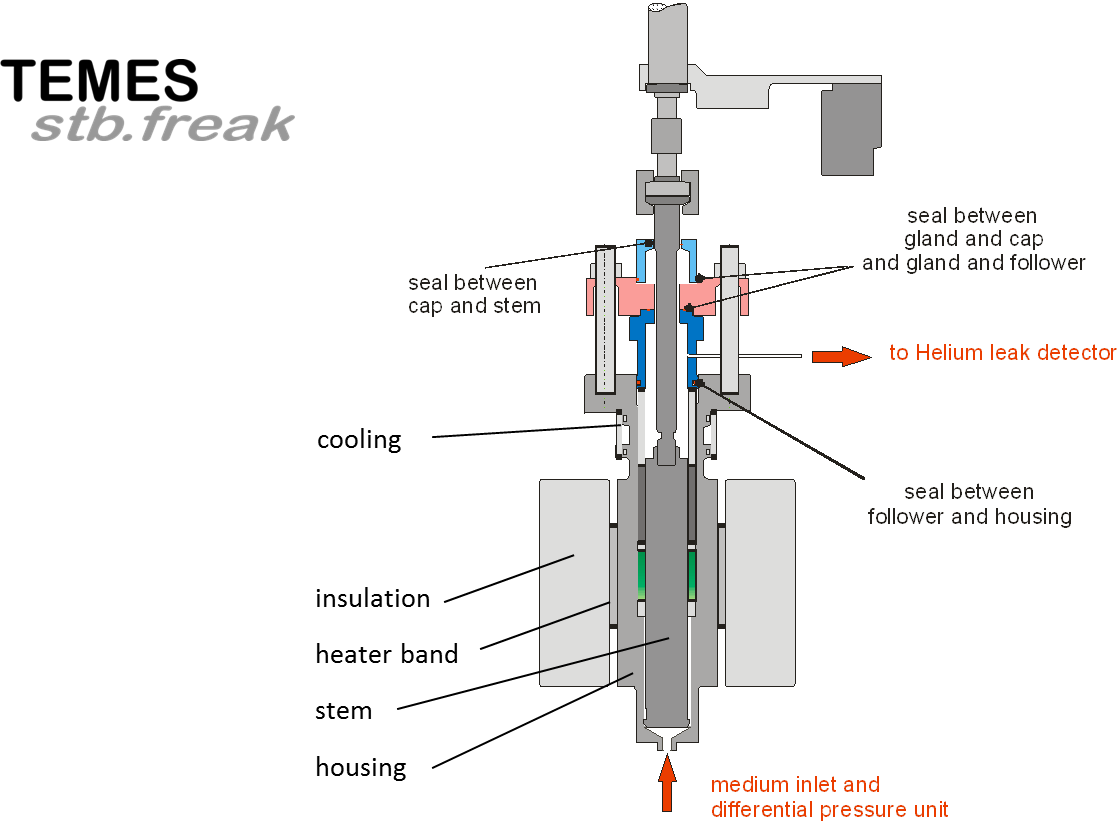 TEMES
stb.freak
seal between
gland and cap
and gland and follower
seal between
cap and stem
to Helium leak detector
cooling
seal between
follower and housing
insulation
heater band
stem
housing
medium inlet and
differential pressure unit